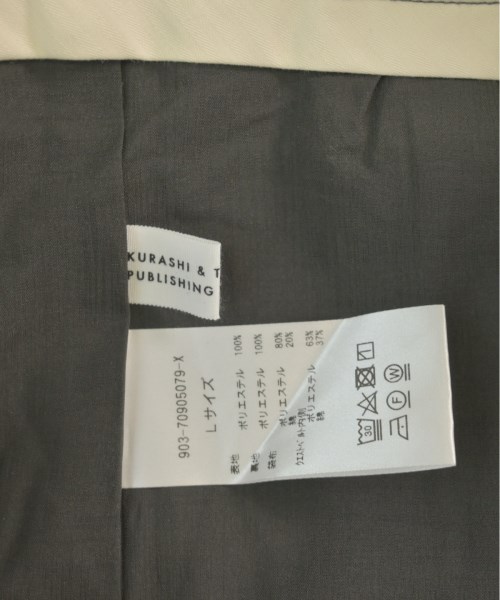 KURASHI & T
PUBLISHING
903-70905079-X
Lサイズ
表地 ポリエステル 100%
裏地 ポリエステル 100%
袋布 ポリエステル 80%
綿 20%
ウエストベルト内側 ポリエステル 63%
綿 37%
30
F
W